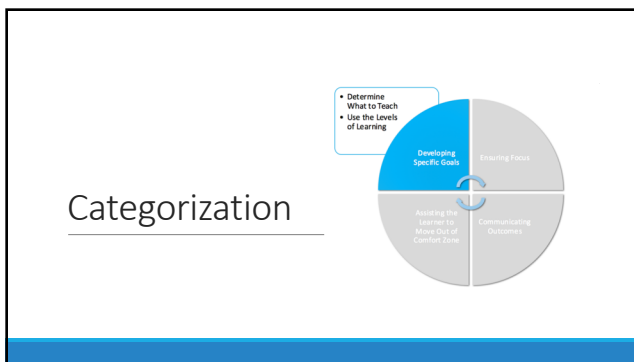 • Determine
What to Teach
• Use the Levels
of Learning
Developing
Specific Goals
Ensuring Focus
Categorization
Assisting the
Learner to
Move Out of
Comfort Zone
Communicating
Outcomes